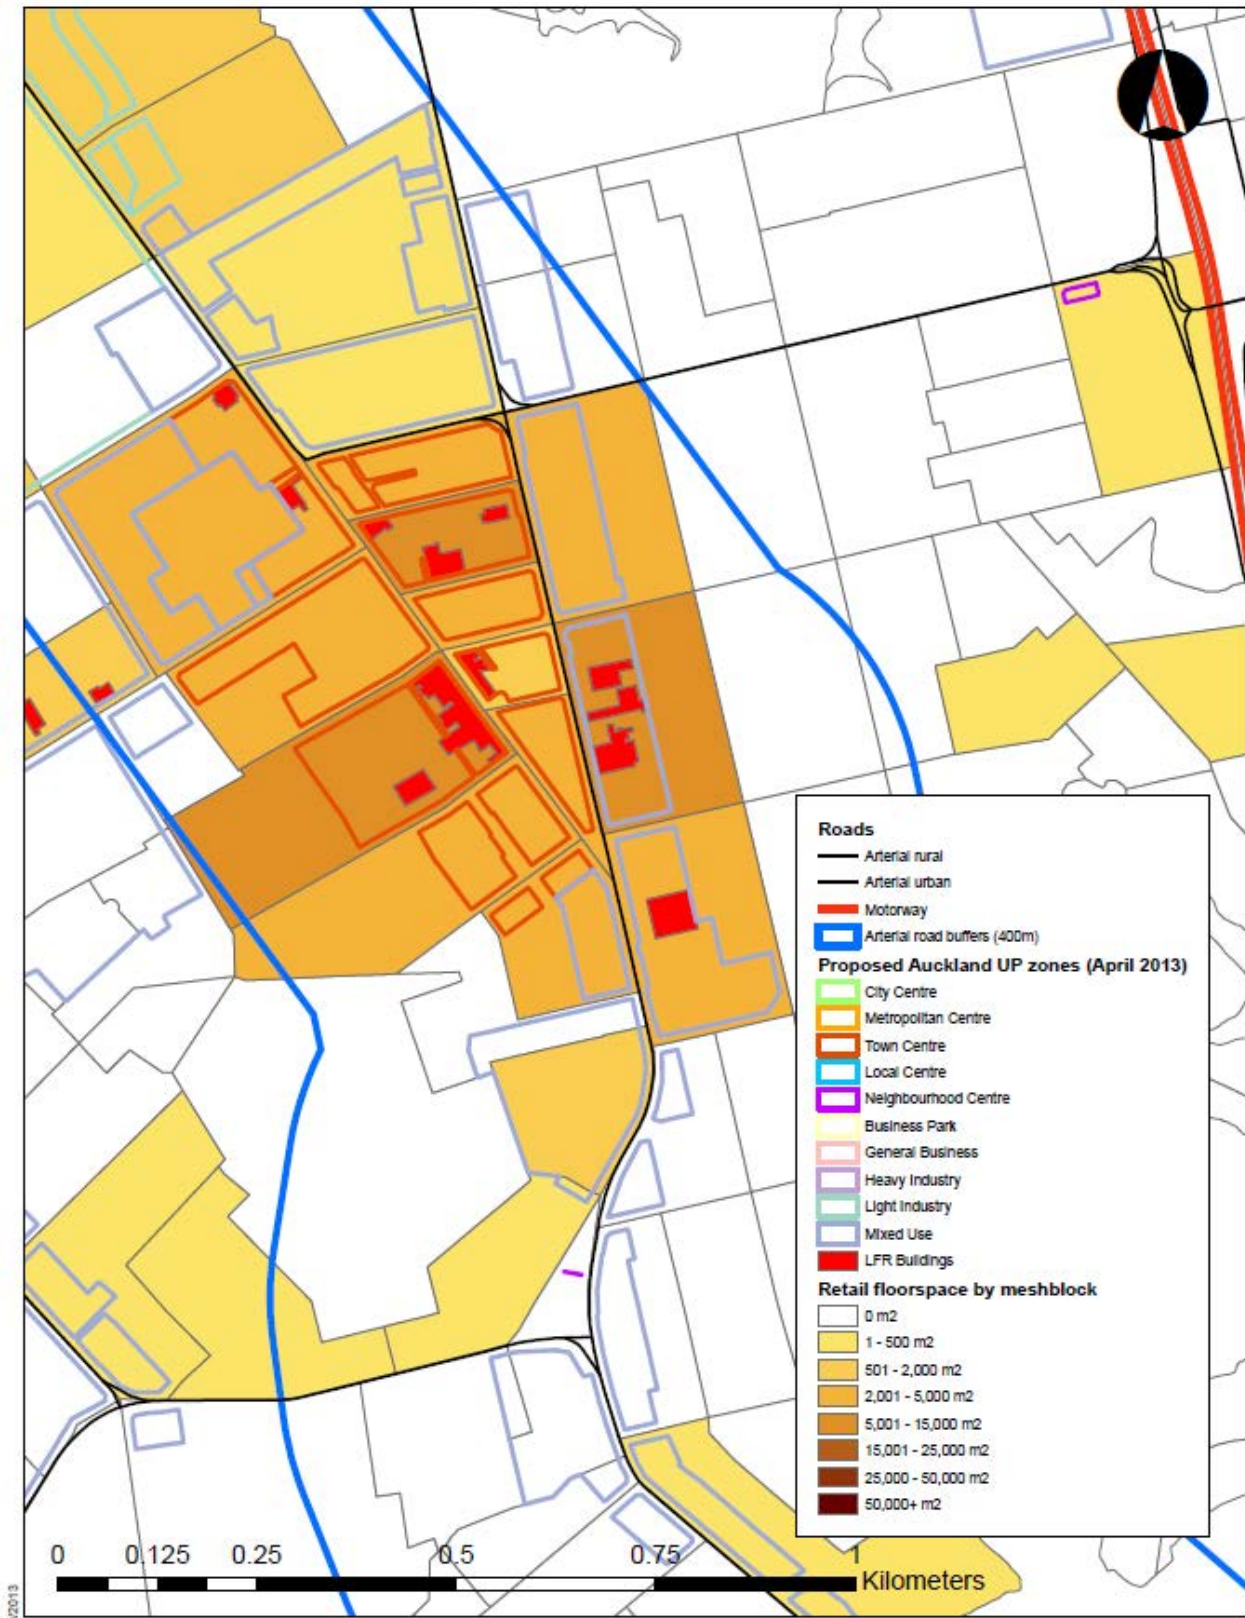 Roads
Arterial rural
Arterial urban
Motorway
Arterial road buffers (400m)
Proposed Auckland UP zones (April 2013)
City Centre
Metropolitan Centre
Town Centre
Local Centre
Neighbourhood Centre
Business Park
General Business
Heavy Industry
Light Industry
Mixed Use
LFR Buildings
Retail floorspace by meshblock
0 m2
1 - 500 m2
501 - 2,000 m2
2,001 - 5,000 m2
5,001 - 15,000 m2
15,001 - 25,000 m2
25,000 - 50,000 m2
50,000+ m2
0 0.125 0.25 0.5 0.75 1
Kilometers
/2013